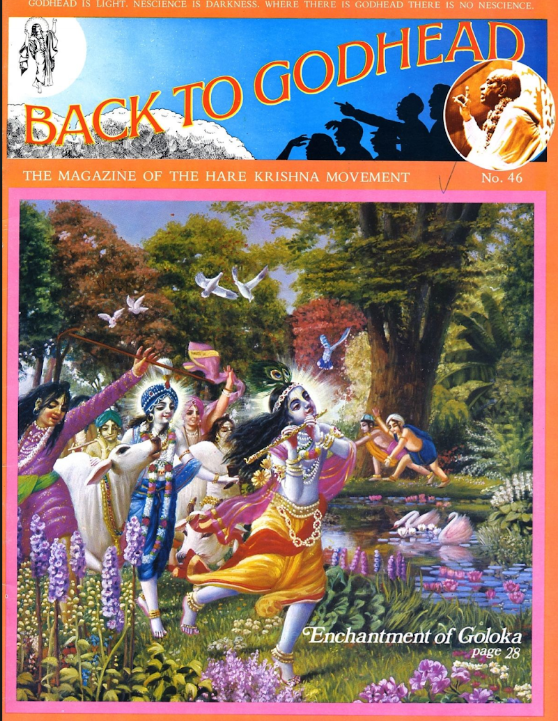 GODHEAD IS LIGHT. NESCIENCE IS DARKNESS. WHERE THERE IS GODHEAD THERE IS NO NESCIENCE.
BACK TO GODHEAD
THE MAGAZINE OF THE HARE KRISHNA MOVEMENT
No. 46
Enchantment of Goloka
page 28